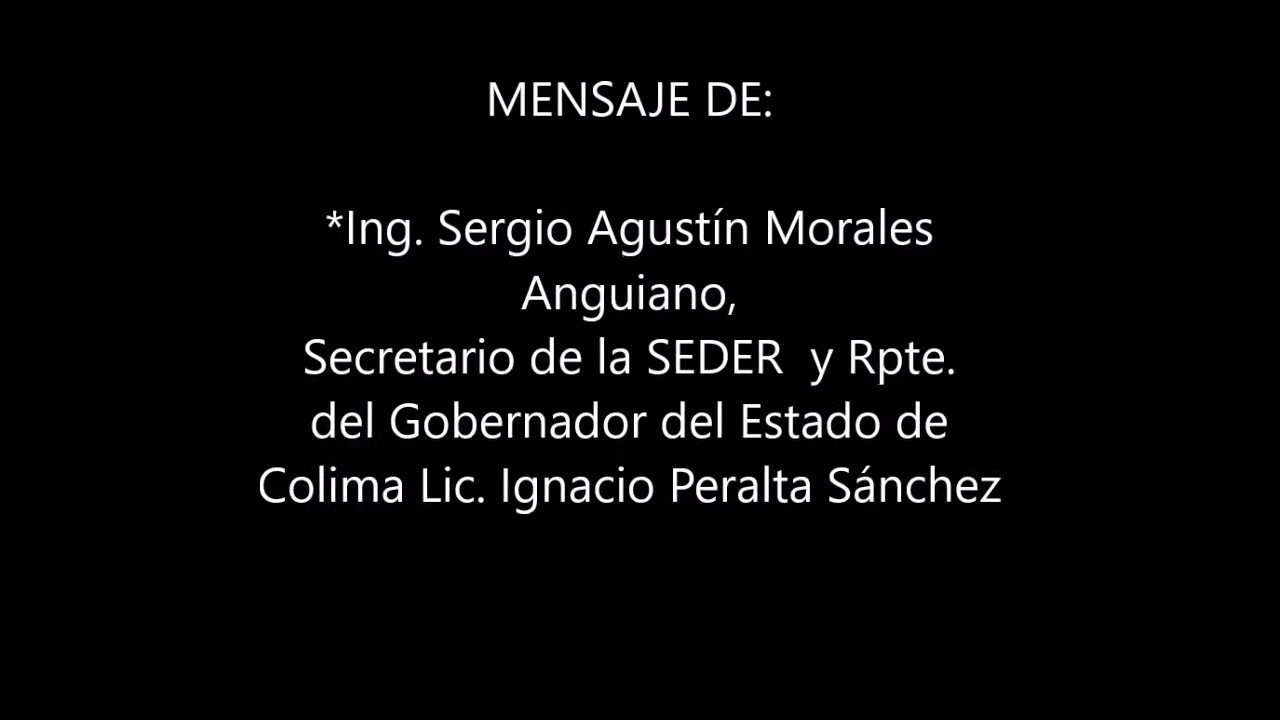 MENSAJE DE:
*Ing. Sergio Agustín Morales
Anguiano,
Secretario de la SEDER  y Rpte.
del Gobernador del Estado de
Colima Lic. Ignacio Peralta Sánchez